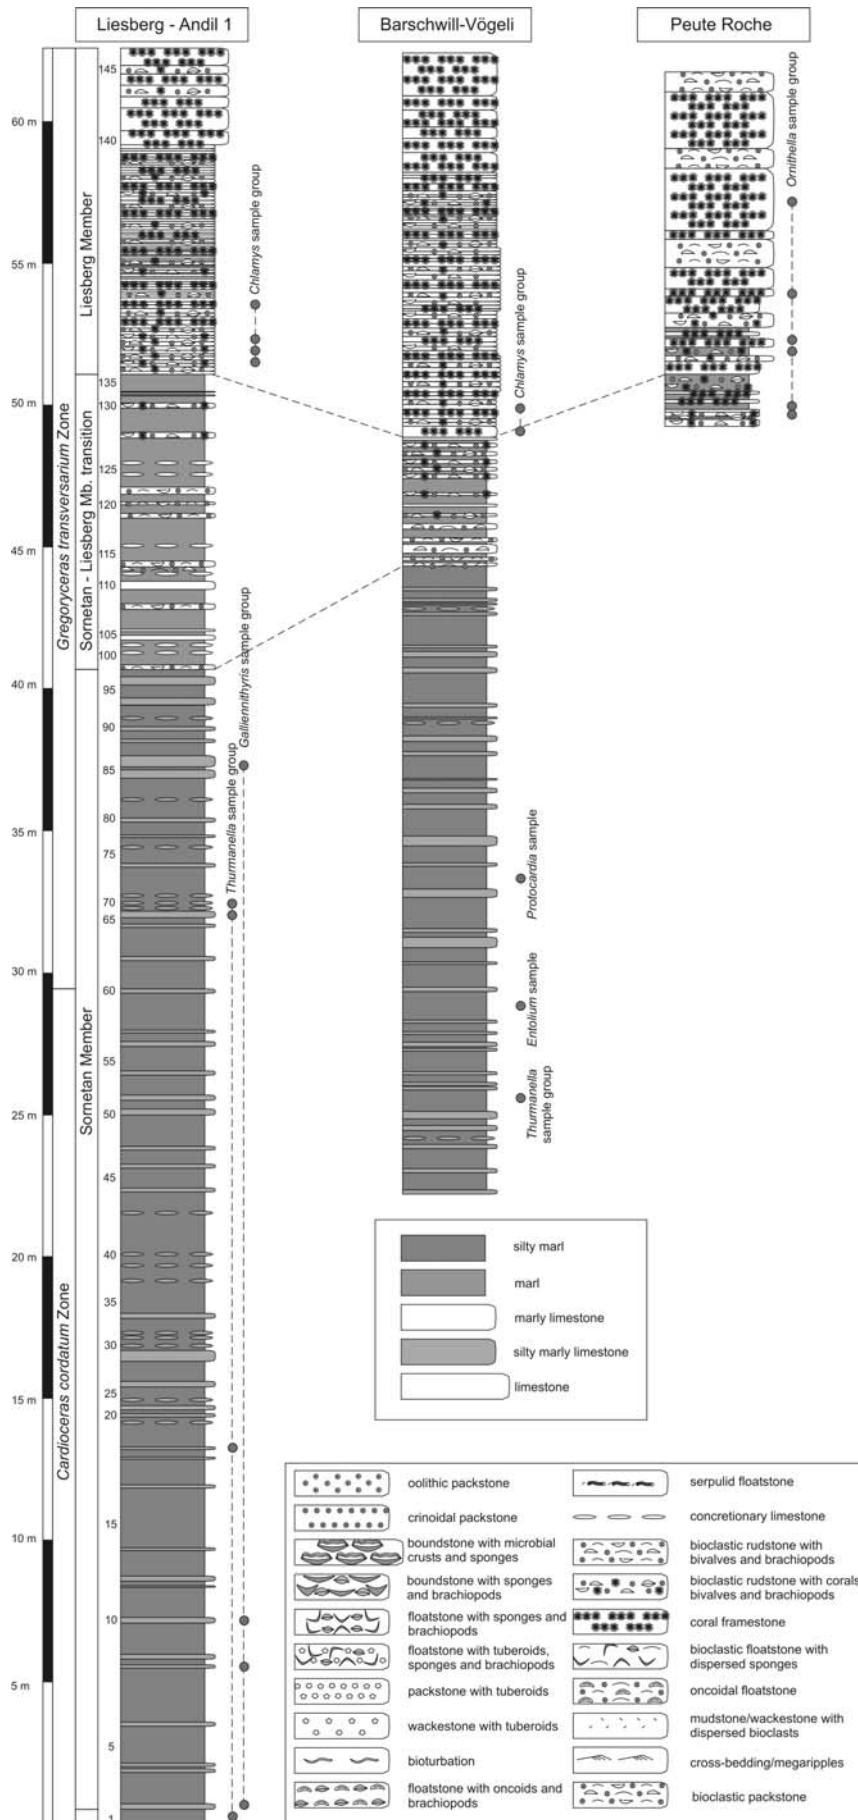 Liesberg - Andil 1
Barschwill-Vögeli
Peute Roche
60 m
55 m
50 m
45 m
40 m
35 m
30 m
25 m
20 m
15 m
10 m
5 m
Gregoryceras transversarium Zone
Cardioceras cordatum Zone
Liesberg Member
Sornetan - Liesberg Mb. transition
Sornetan Member
145
140
135
130
125
120
115
110
105
100
95
90
85
80
75
70
65
60
55
50
45
40
35
30
25
20
15
10
5
1
Chlamys sample group
Galliennithyris sample group
Thurmanella sample group
Chlamys sample group
Protocardia sample
Entolium sample
Thurmanella
sample group
Ornithella sample group
silty marl
marl
marly limestone
silty marly limestone
limestone
oolithic packstone
crinoidal packstone
boundstone with microbial
crusts and sponges
boundstone with sponges
and brachiopods
floatstone with sponges and
brachiopods
floatstone with tuberoids,
sponges and brachiopods
packstone with tuberoids
wackestone with tuberoids
bioturbation
floatstone with oncoids and
brachiopods
serpulid floatstone
concretionary limestone
bioclastic rudstone with
bivalves and brachiopods
bioclastic rudstone with corals
bivalves and brachiopods
coral framestone
bioclastic floatstone with
dispersed sponges
oncoidal floatstone
mudstone/wackestone with
dispersed bioclasts
cross-bedding/megaripples
bioclastic packstone